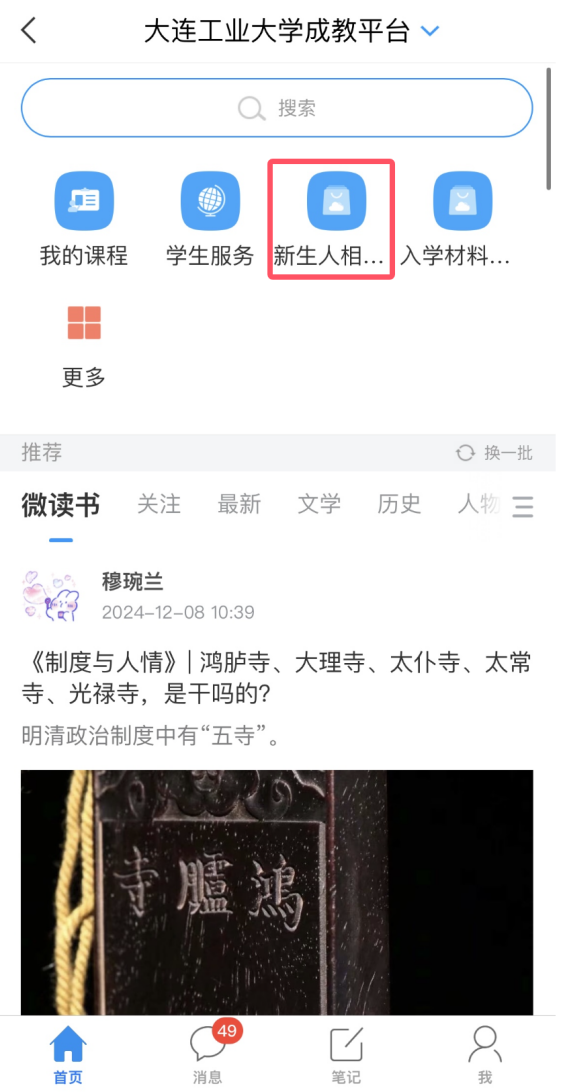 大连工业大学成教平台
搜索
我的课程
学生服务
新生人相...
入学材料...
更多
推荐
换一批
微读书
关注
最新
文学
历史
人物
穆琬兰
2024-12-08 10:39
《制度与人情》| 鸿胪寺、大理寺、太仆寺、太常
寺、光禄寺，是干吗的?
明清政治制度中有“五寺”。
寺臚鴻
49
首页
消息
笔记
我